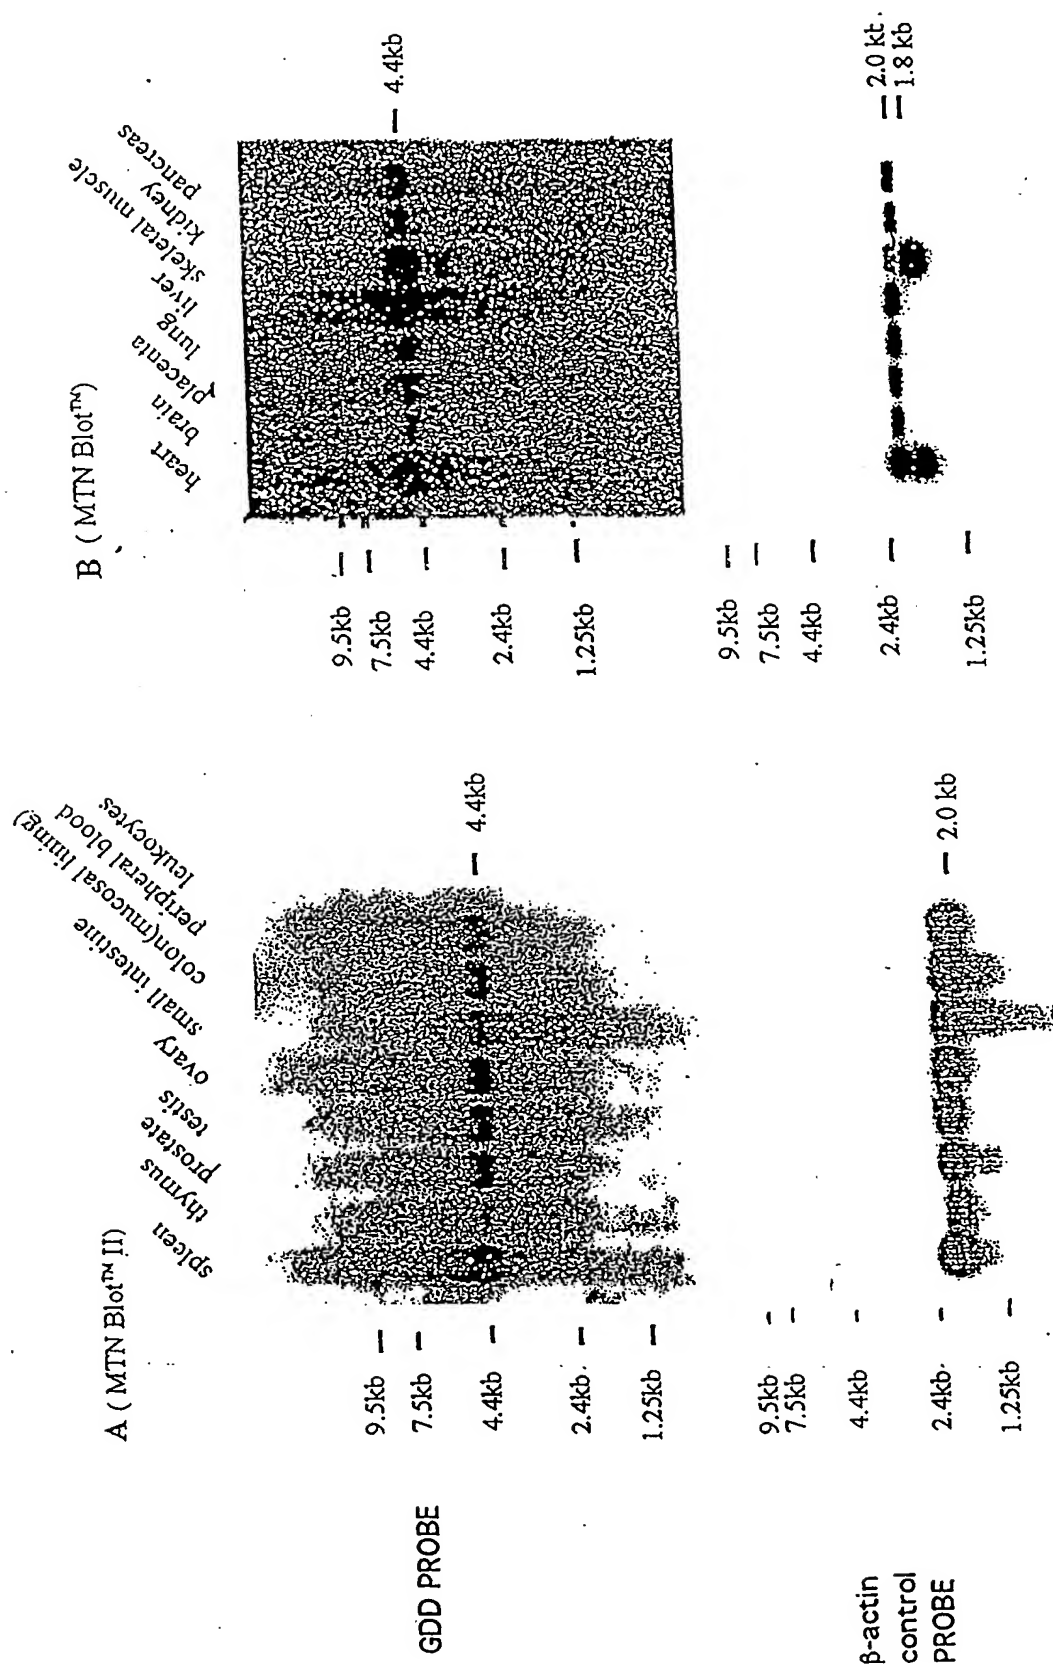 A ( MTN Blot™ II)
spleen
thymus
prostate
testis
ovary
small intestine
colon(mucosal lining)
peripheral blood
leukocytes
9.5kb
7.5kb
4.4kb
2.4kb
1.25kb
4.4kb
GDD PROBE
9.5kb
7.5kb
4.4kb
2.4kb
1.25kb
2.0 kb
β-actin
control
PROBE
B ( MTN Blot™)
heart
brain
placenta
lung
liver
skeletal muscle
kidney
pancreas
9.5kb
7.5kb
4.4kb
2.4kb
1.25kb
4.4kb
9.5kb
7.5kb
4.4kb
2.4kb
1.25kb
2.0 kt.
1.8 kb